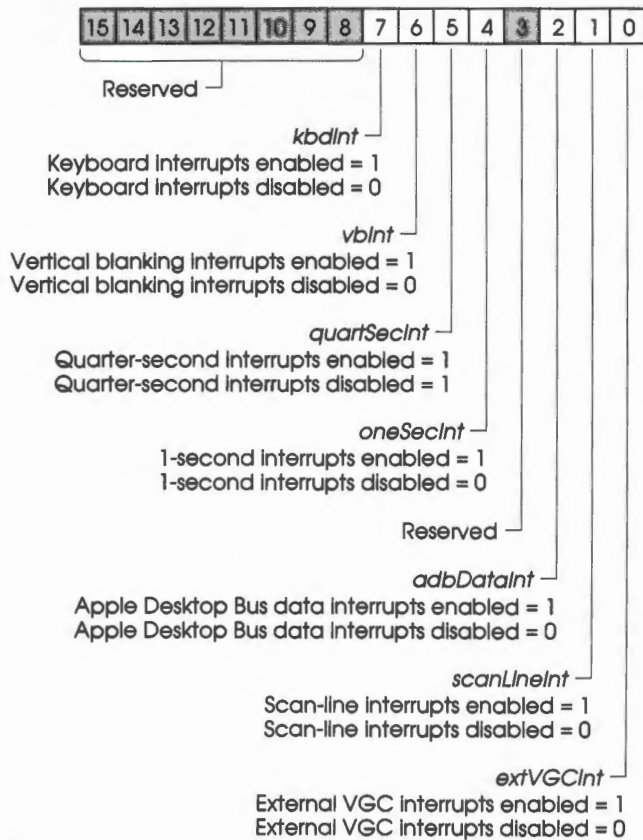 15 14 13 12 11 10 9 8 7 6 5 4 3 2 1 0
Reserved
kbdInt
Keyboard interrupts enabled = 1
Keyboard interrupts disabled = 0
vbInt
Vertical blanking interrupts enabled = 1
Vertical blanking interrupts disabled = 0
quartSecInt
Quarter-second interrupts enabled = 1
Quarter-second interrupts disabled = 1
oneSecInt
1-second interrupts enabled = 1
1-second interrupts disabled = 0
Reserved
adbDataInt
Apple Desktop Bus data interrupts enabled = 1
Apple Desktop Bus data interrupts disabled = 0
scanLineInt
Scan-line interrupts enabled = 1
Scan-line interrupts disabled = 0
extVGCInt
External VGC interrupts enabled = 1
External VGC interrupts disabled = 0